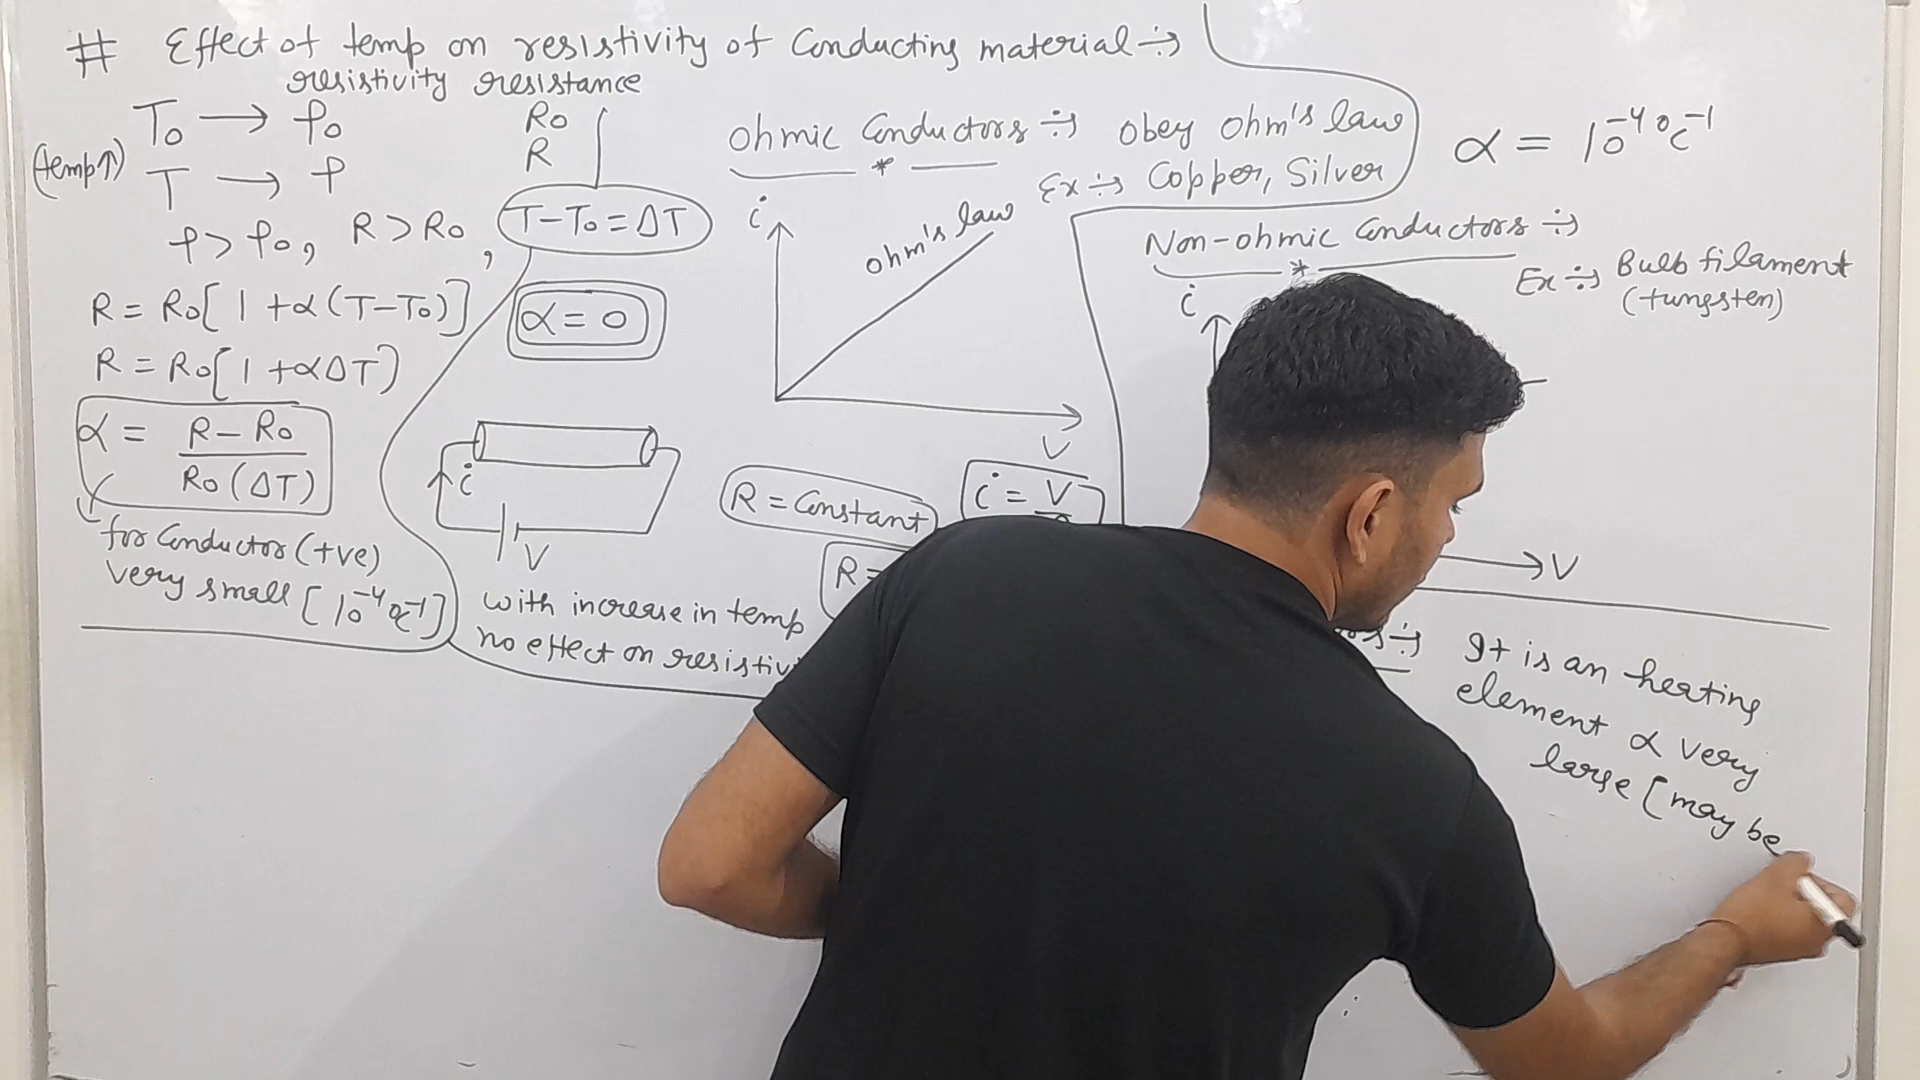 # Effect of temp on resistivity of Conducting material :→
resistivity resistance
T₀ → ρ₀
R₀
(temp↑) T → ρ
R
ρ > ρ₀, R > R₀, T-T₀ = ΔT
R = R₀[1+α(T-T₀)]
R = R₀[1+αΔT)
α = R-R₀ / R₀(ΔT)
for Conductor (+ve)
very small [10⁻⁴ °c⁻¹]
α = 0
i
V
with increase in temp
no effect on resistiv
ohmic Conductors :→ obey ohm's law
*
Ex :→ Copper, Silver
i
ohm's law
V
R = Constant
i = V
R =
α = 10⁻⁴ °c⁻¹
Non-ohmic Conductors :→
*
Ex :→ Bulb filament
(tungsten)
i
V
ors :→ It is an heating
element α very
large [may be